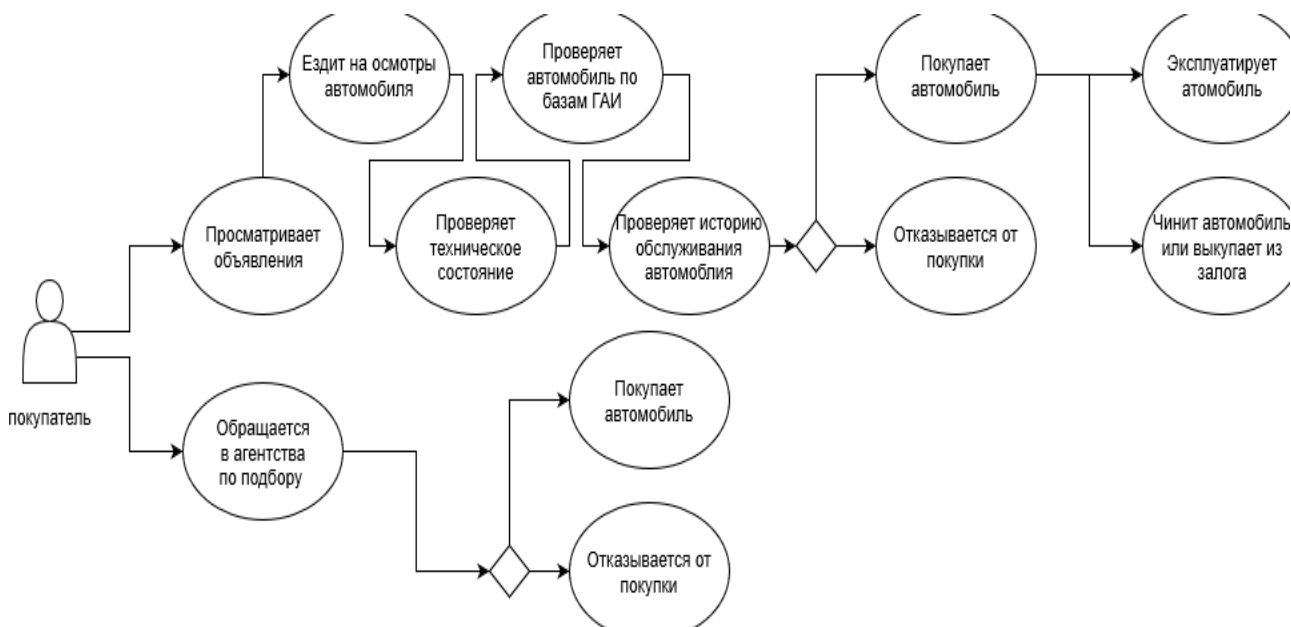 Ездит на осмотры
автомобиля
Проверяет
автомобиль по
базам ГАИ
Покупает
автомобиль
Эксплуатирует
атомобиль
Просматривает
объявления
Проверяет
техническое
состояние
Проверяет историю
обслуживания
автомоблия
Отказывается от
покупки
Чинит автомобиль
или выкупает из
залога
покупатель
Обращается
в агентства
по подбору
Покупает
автомобиль
Отказывается от
покупки